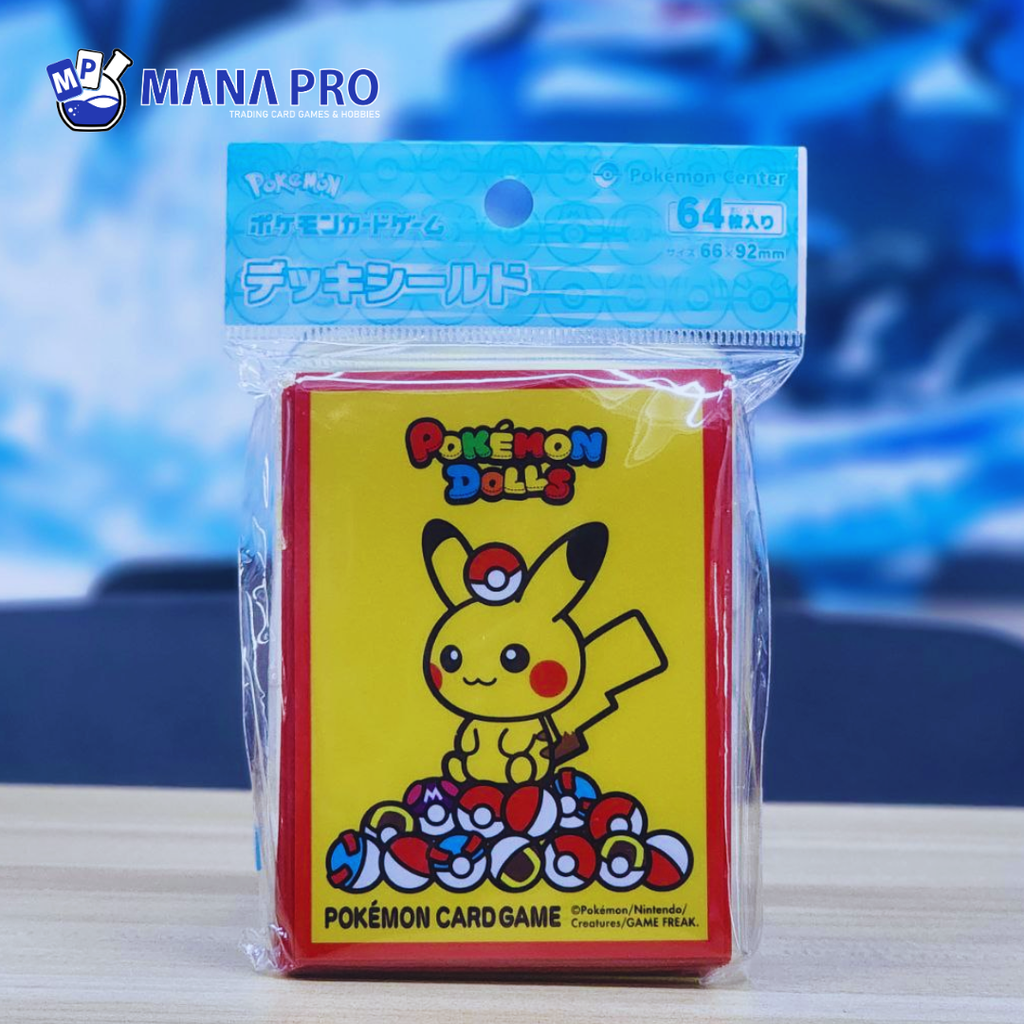 MP
MANA PRO
TRADING CARD GAMES & HOBBIES
POKéMON
Pokémon Center
ポケモンカードゲーム
64枚入り
サイズ 66×92mm
デッキシールド
POKÉMON
DOLLS
M
POKÉMON CARD GAME
©Pokémon/Nintendo/
Creatures/GAME FREAK.